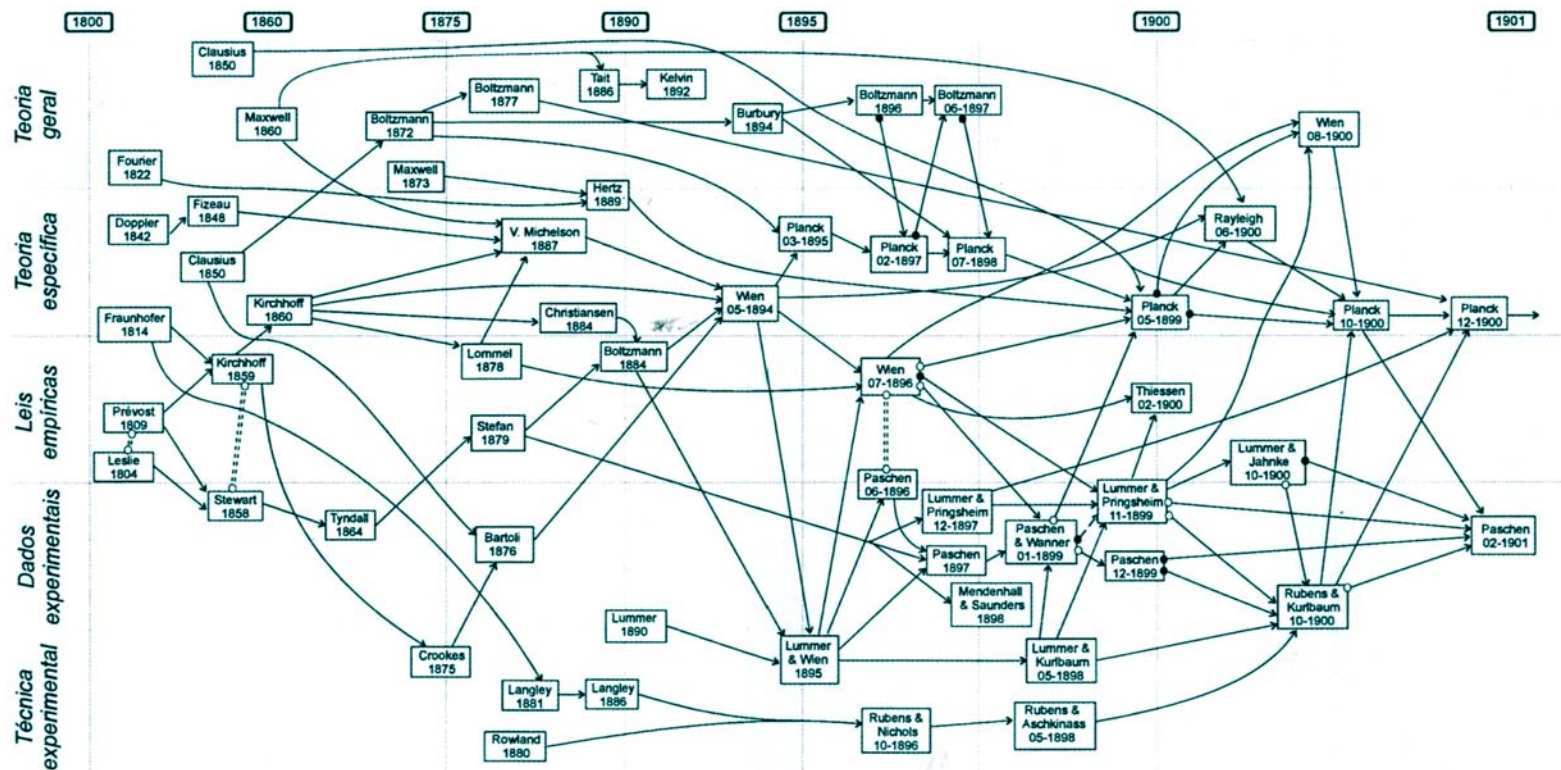 1800
1860
1875
1890
1895
1900
1901
Teoria
geral
Clausius
1850
Maxwell
1860
Boltzmann
1872
Boltzmann
1877
Tait
1886
Kelvin
1892
Burbury
1894
Boltzmann
1896
Boltzmann
06-1897
Wien
08-1900
Fourier
1822
Maxwell
1873
Hertz
1889
Teoria
específica
Doppler
1842
Fizeau
1848
Clausius
1850
V. Michelson
1887
Planck
03-1895
Planck
02-1897
Planck
07-1898
Rayleigh
06-1900
Fraunhofer
1814
Kirchhoff
1860
Christiansen
1884
Wien
05-1894
Planck
05-1899
Planck
10-1900
Planck
12-1900
Leis
empíricas
Kirchhoff
1859
Lommel
1878
Boltzmann
1884
Wien
07-1896
Thiessen
02-1900
Prévost
1809
Stefan
1879
Leslie
1804
Lummer &
Jahnke
10-1900
Dados
experimentais
Stewart
1858
Tyndall
1864
Bartoli
1876
Paschen
06-1896
Lummer &
Pringsheim
12-1897
Paschen
1897
Paschen
& Wanner
01-1899
Lummer &
Pringsheim
11-1899
Paschen
12-1899
Paschen
02-1901
Mendenhall
& Saunders
1898
Rubens &
Kurlbaum
10-1900
Técnica
experimental
Crookes
1875
Lummer
1890
Lummer
& Wien
1895
Lummer &
Kurlbaum
05-1898
Langley
1881
Langley
1886
Rowland
1880
Rubens &
Nichols
10-1896
Rubens &
Aschkinass
05-1898